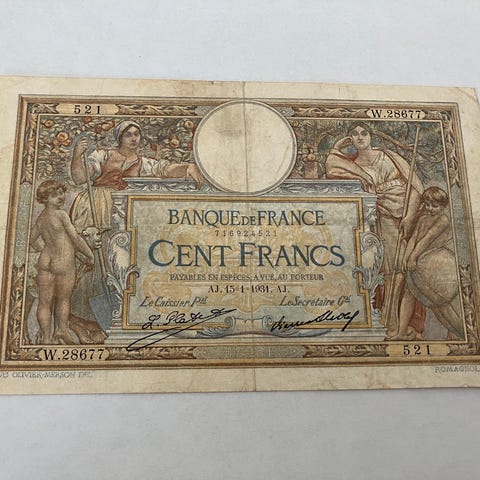 521 W.28677
BANQUE DE FRANCE
716924521
CENT FRANCS
PAYABLES EN ESPÈCES, A VUE, AU PORTEUR
AJ. 15-1-1931. AJ.
Le Caissier Pal Le Secrétaire Gal
W.28677 521
OLIVIER-MERSON DEL. ROMAGNOL